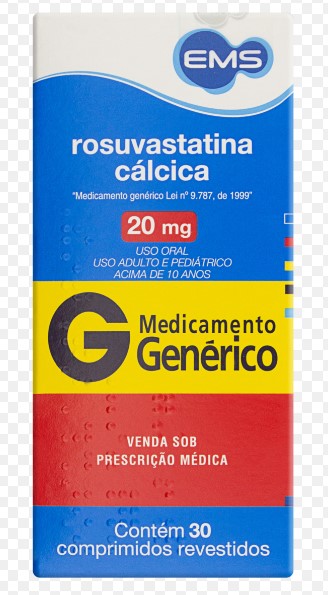 EMS
rosuvastatina
cálcica
"Medicamento genérico Lei nº 9.787, de 1999"
20 mg
USO ORAL
USO ADULTO E PEDIÁTRICO
ACIMA DE 10 ANOS
G Medicamento
Genérico
VENDA SOB
PRESCRIÇÃO MÉDICA
Contém 30
comprimidos revestidos